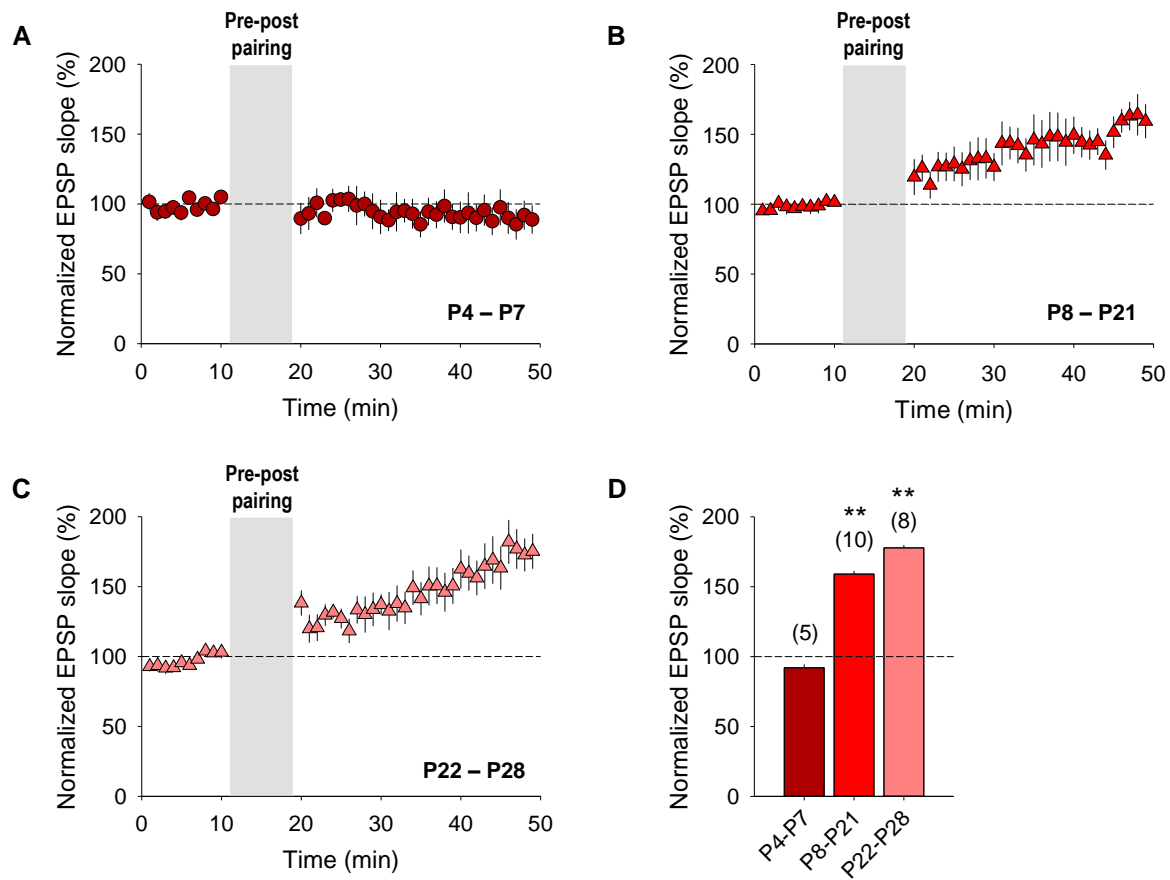 A
Pre-post
pairing
Normalized EPSP slope (%)
200
150
100
50
0
P4 – P7
0 10 20 30 40 50
Time (min)
B
Pre-post
pairing
Normalized EPSP slope (%)
200
150
100
50
0
P8 – P21
0 10 20 30 40 50
Time (min)
C
Pre-post
pairing
Normalized EPSP slope (%)
200
150
100
50
0
P22 – P28
0 10 20 30 40 50
Time (min)
D
Normalized EPSP slope (%)
200
150
100
50
0
(5)
**
(10)
**
(8)
P4-P7
P8-P21
P22-P28